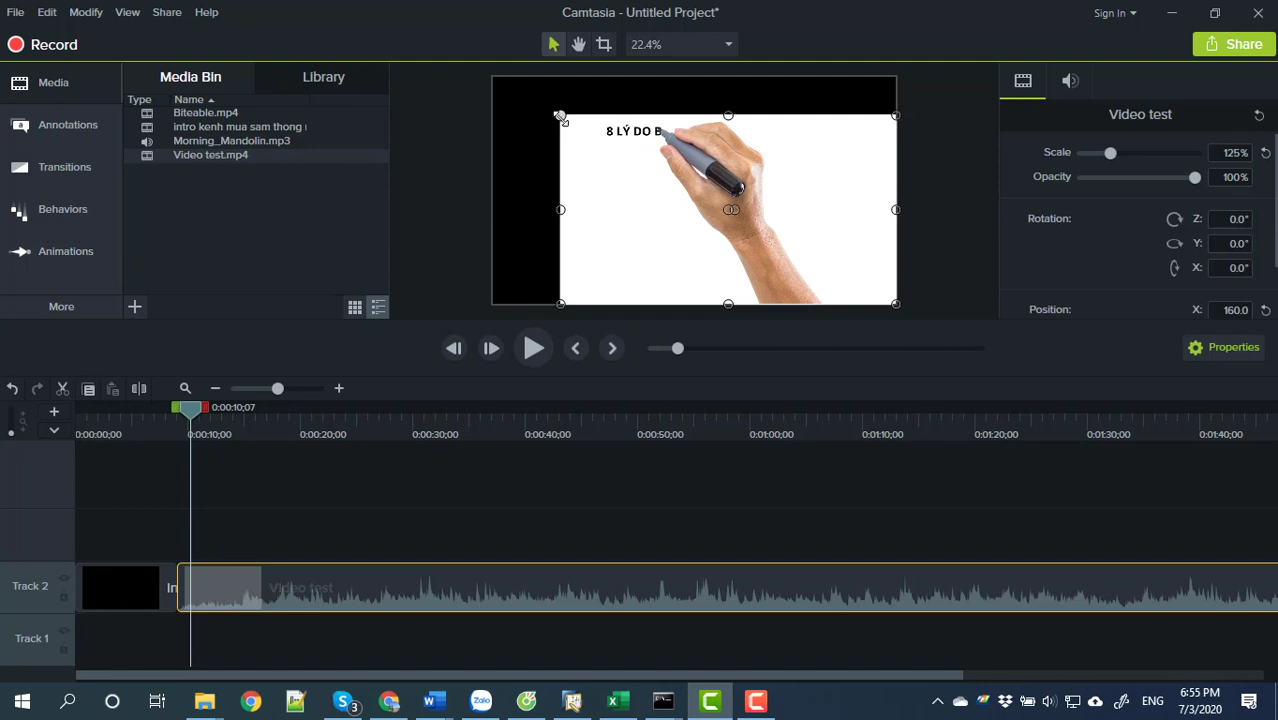 File Edit Modify View Share Help Camtasia - Untitled Project* Sign In
Record 22.4% Share
Media
Annotations
Transitions
Behaviors
Animations
More
Media Bin Library
Type Name
Biteable.mp4
intro kenh mua sam thong
Morning_Mandolin.mp3
Video test.mp4
8 LÝ DO B
Video test
Scale 125%
Opacity 100%
Rotation: Z: 0.0°
Y: 0.0°
X: 0.0°
Position: X: 160.0
Properties
0:00:10;07
0:00:00;00 0:00:10;00 0:00:20;00 0:00:30;00 0:00:40;00 0:00:50;00 0:01:00;00 0:01:10;00 0:01:20;00 0:01:30;00 0:01:40;00
Track 2 In Video test
Track 1
3 ENG 6:55 PM
7/3/2020